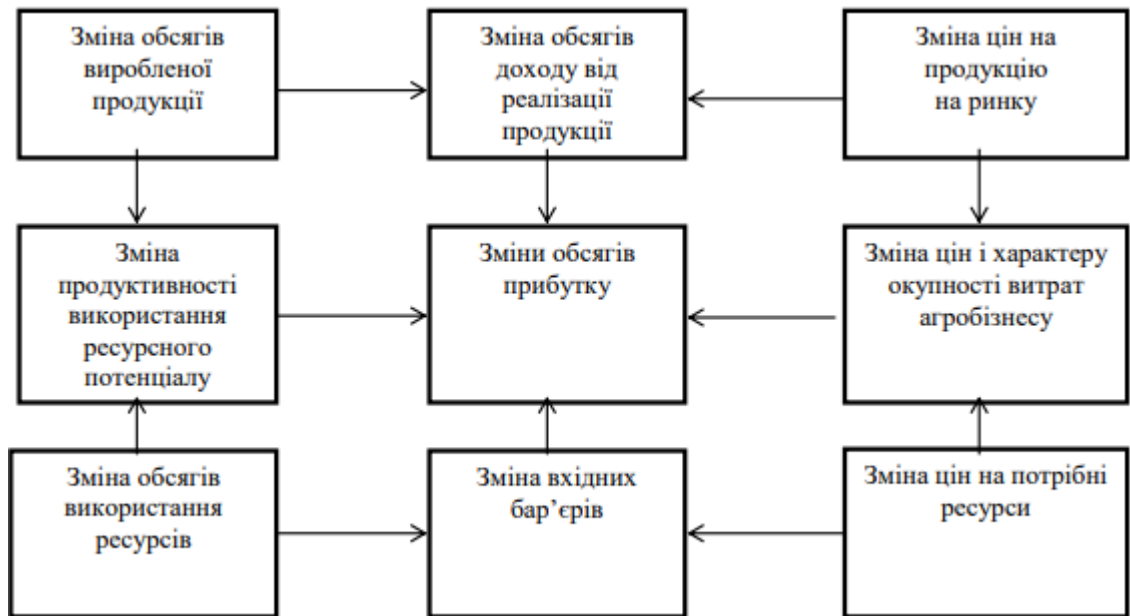 Зміна обсягів
виробленої
продукції
Зміна обсягів
доходу від
реалізації
продукції
Зміна цін на
продукцію
на ринку
Зміна
продуктивності
використання
ресурсного
потенціалу
Зміни обсягів
прибутку
Зміна цін і характеру
окупності витрат
агробізнесу
Зміна обсягів
використання
ресурсів
Зміна вхідних
бар’єрів
Зміна цін на потрібні
ресурси